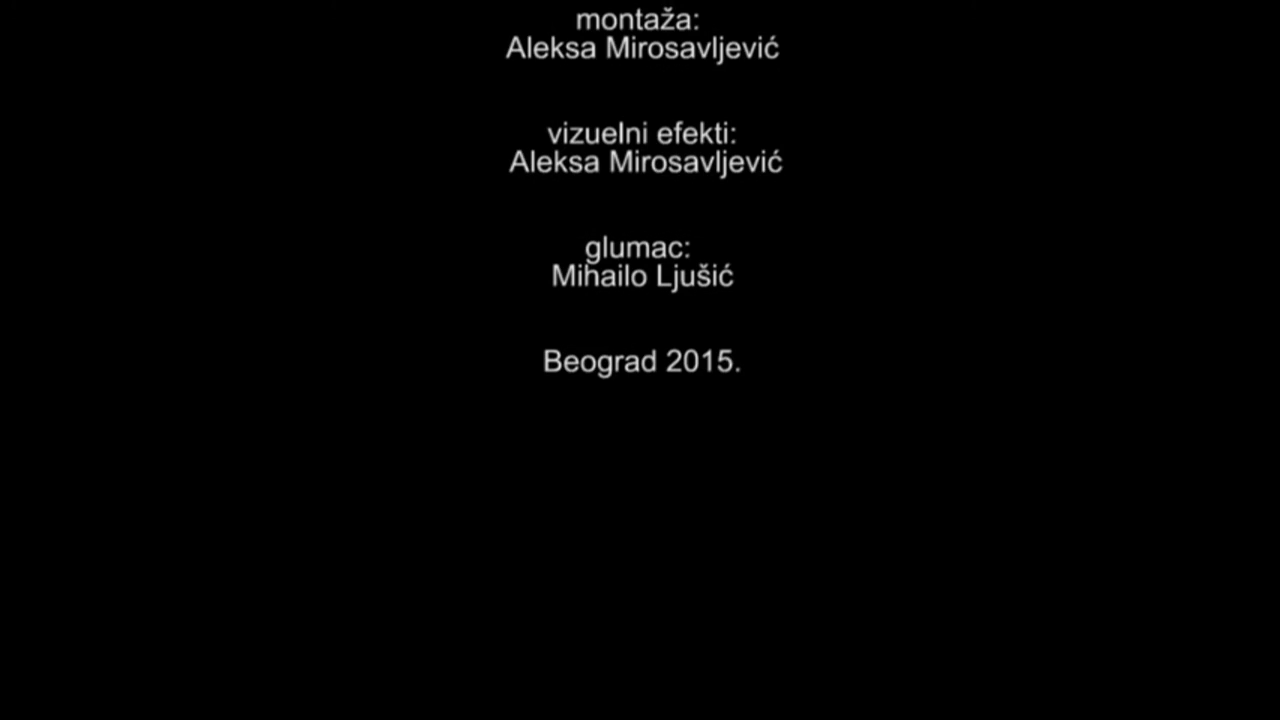 montaža:
Aleksa Mirosavljević
vizuelni efekti:
Aleksa Mirosavljević
glumac:
Mihailo Ljušić
Beograd 2015.